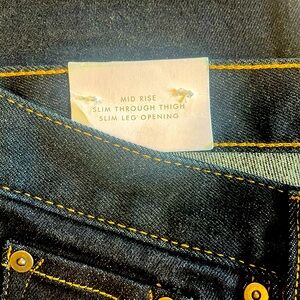 MID RISE
SLIM THROUGH THIGH
SLIM LEG OPENING